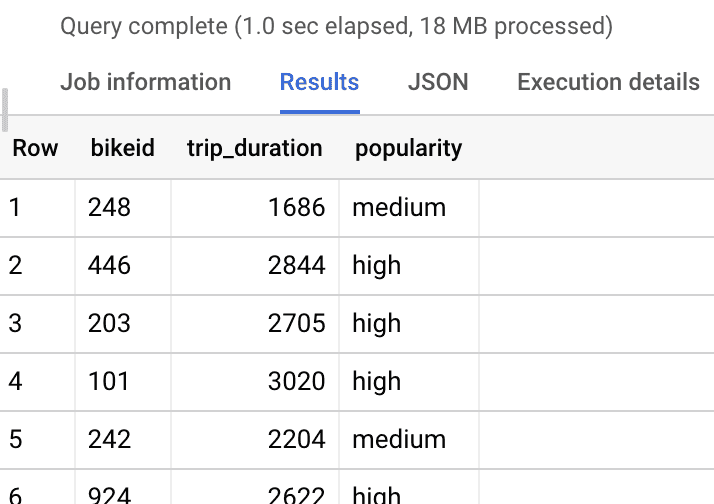 Query complete (1.0 sec elapsed, 18 MB processed)
Job information Results JSON Execution details
Row bikeid trip_duration popularity
1 248 1686 medium
2 446 2844 high
3 203 2705 high
4 101 3020 high
5 242 2204 medium
6 924 2622 high